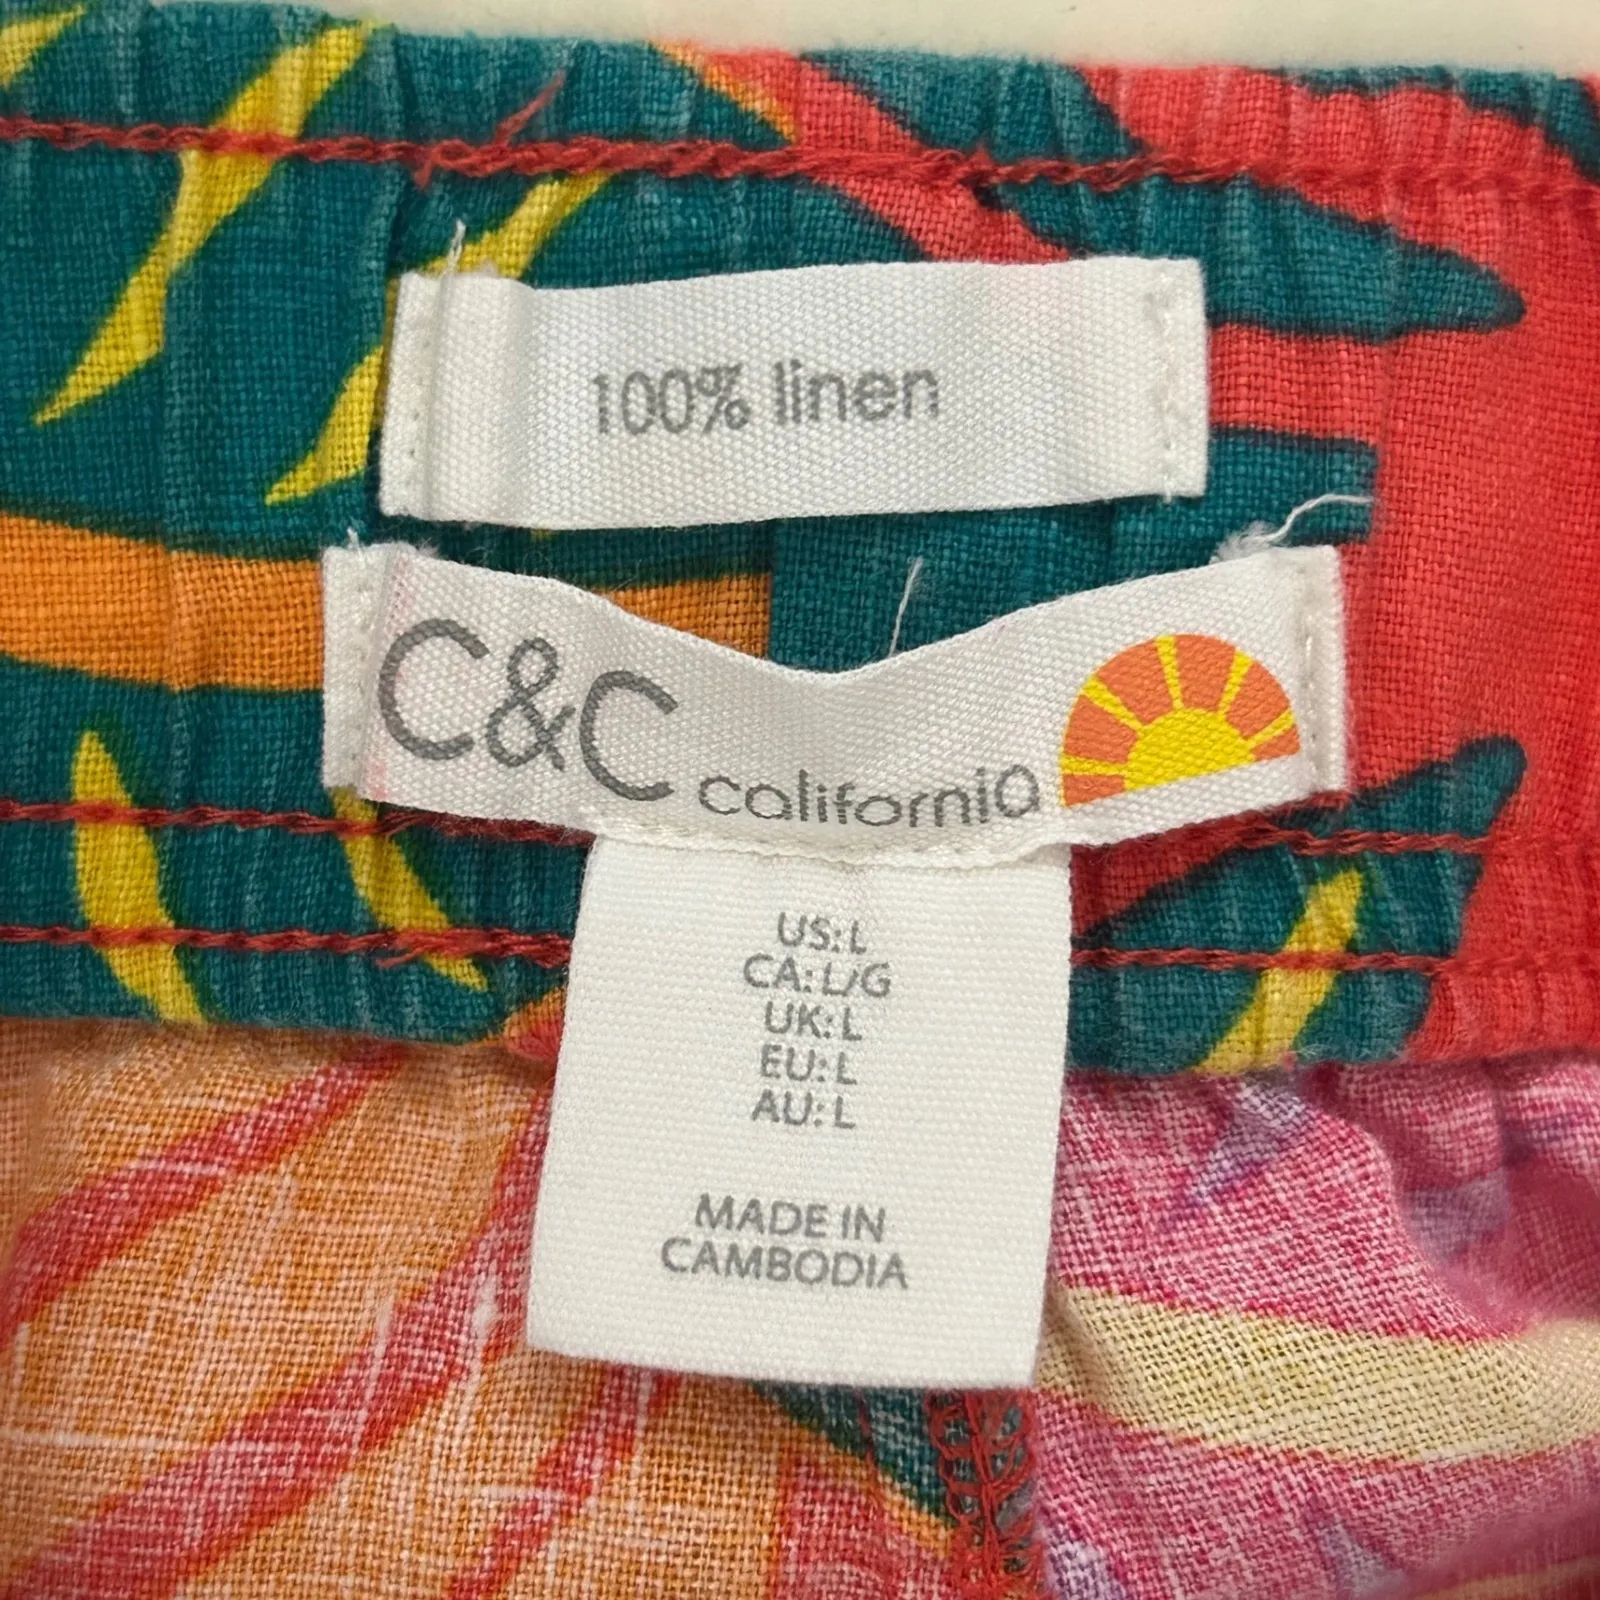 100% linen
C&C california
US: L
CA: L/G
UK: L
EU: L
AU: L
MADE IN
CAMBODIA